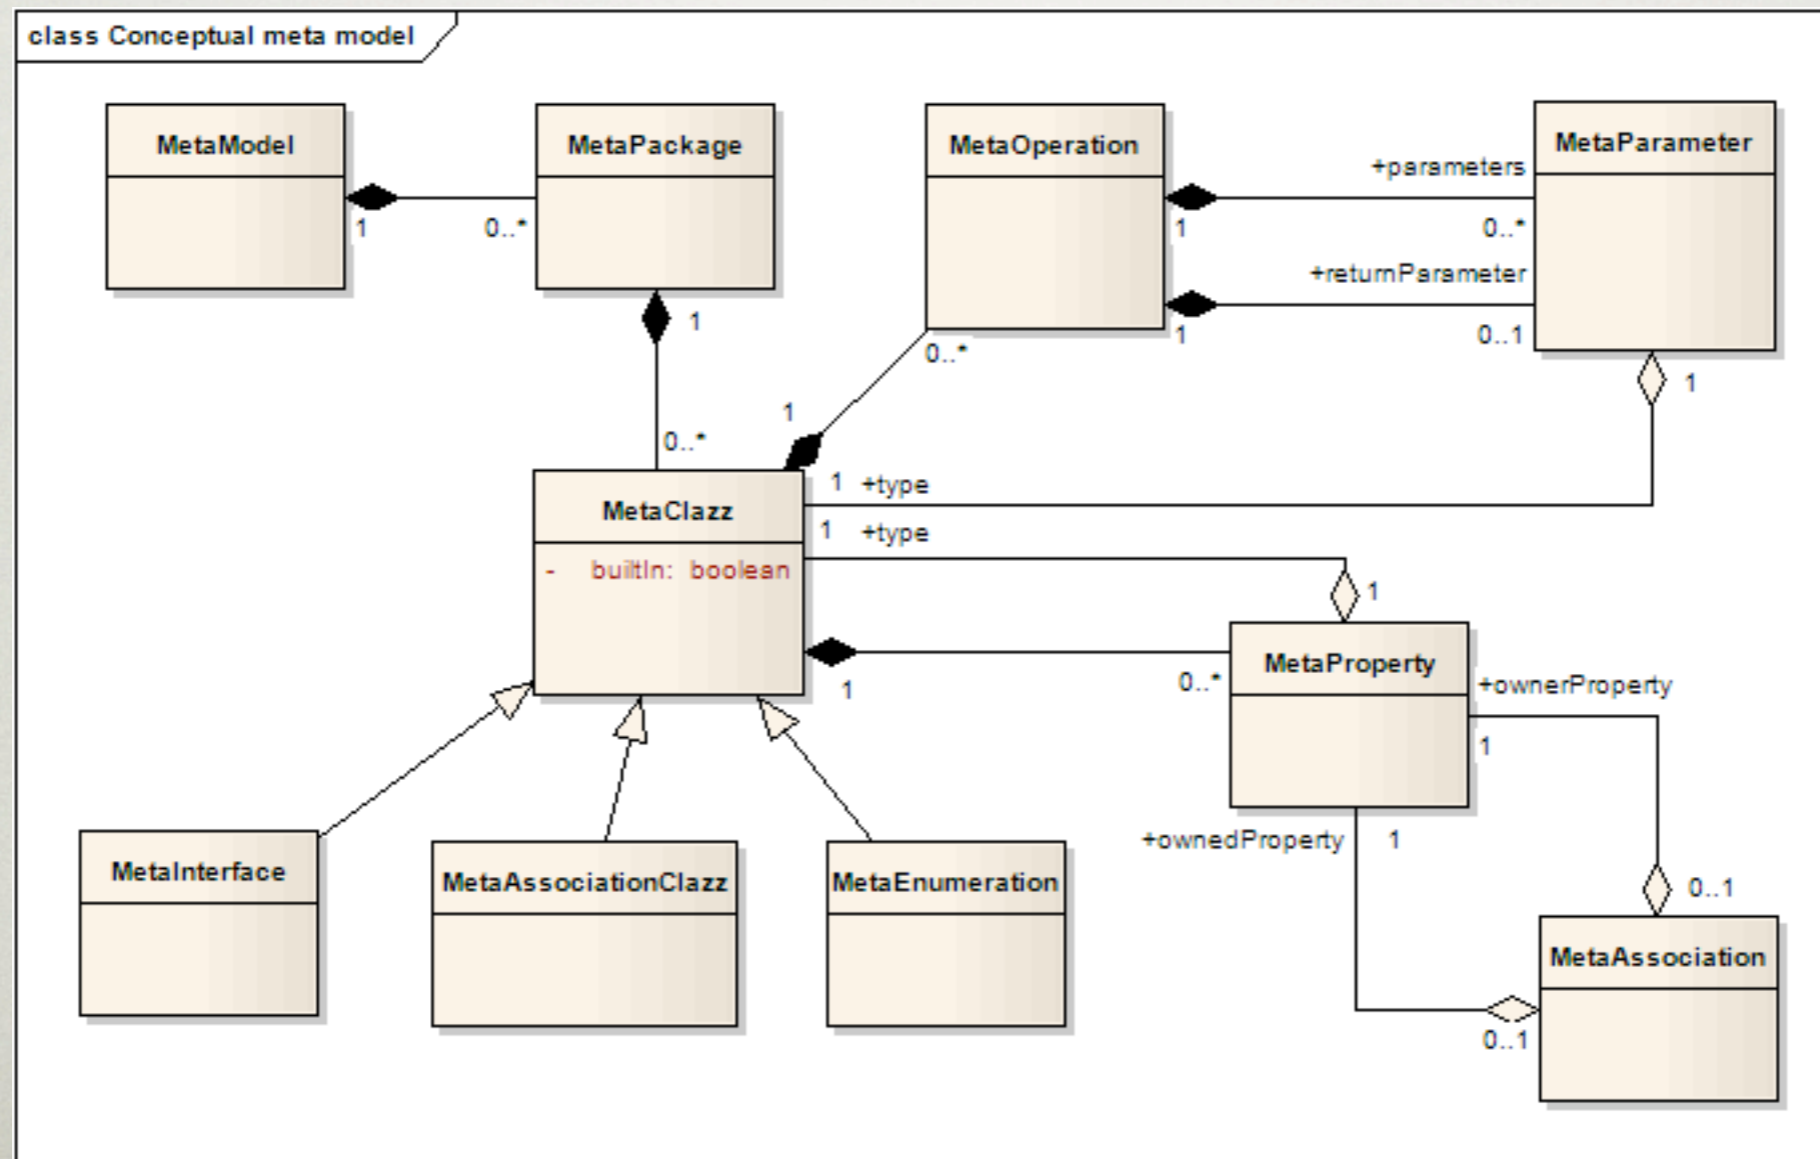 class Conceptual meta model
MetaModel
MetaPackage
MetaOperation
MetaParameter
+parameters
1
0..*
1
0..*
+returnParameter
1
0..1
1
0..*
1
1
0..*
1 +type
MetaClazz
1 +type
- builtIn: boolean
1
MetaProperty
1
0..*
+ownerProperty
1
+ownedProperty
1
MetaInterface
MetaAssociationClazz
MetaEnumeration
0..1
MetaAssociation
0..1